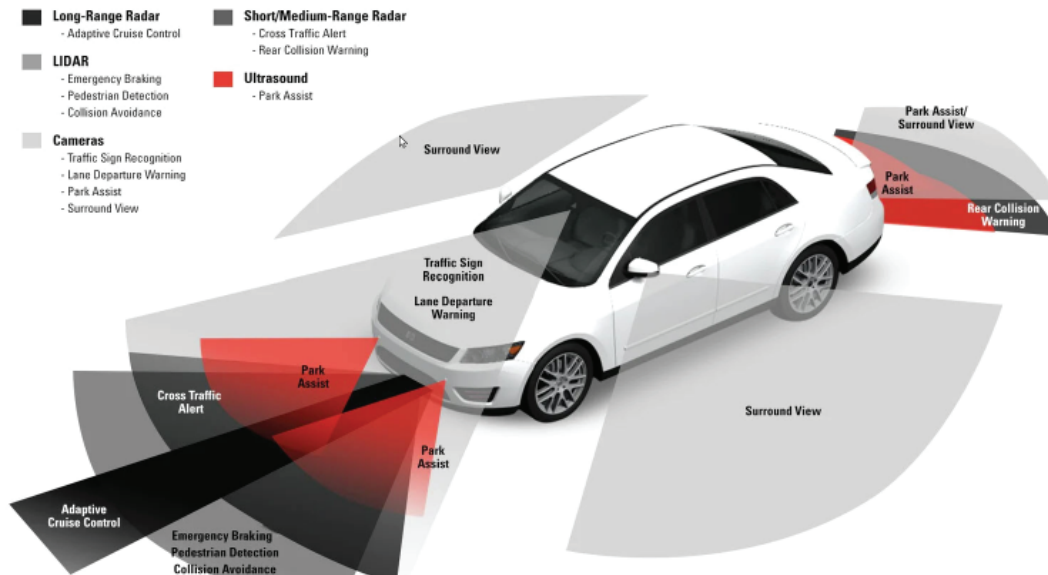 Long-Range Radar
- Adaptive Cruise Control
LIDAR
- Emergency Braking
- Pedestrian Detection
- Collision Avoidance
Cameras
- Traffic Sign Recognition
- Lane Departure Warning
- Park Assist
- Surround View
Short/Medium-Range Radar
- Cross Traffic Alert
- Rear Collision Warning
Ultrasound
- Park Assist
Surround View
Park Assist/
Surround View
Park
Assist
Rear Collision
Warning
Traffic Sign
Recognition
Lane Departure
Warning
Park
Assist
Cross Traffic
Alert
Surround View
Park
Assist
Adaptive
Cruise Control
Emergency Braking
Pedestrian Detection
Collision Avoidance